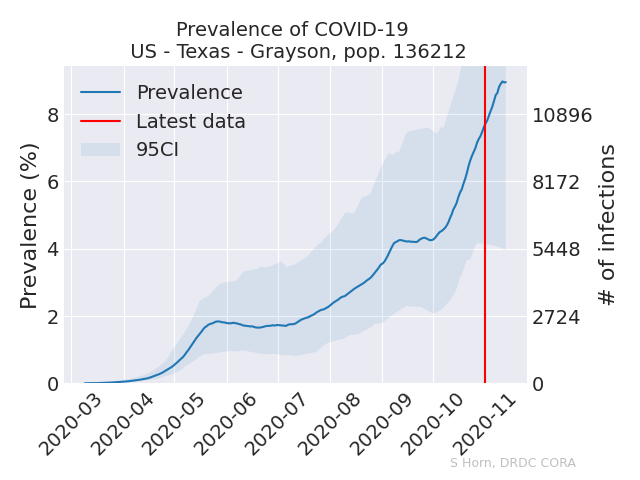 Prevalence of COVID-19
US - Texas - Grayson, pop. 136212
Prevalence
Latest data
95CI
Prevalence (%)
8
6
4
2
0
10896
8172
5448
2724
0
# of infections
2020-03
2020-04
2020-05
2020-06
2020-07
2020-08
2020-09
2020-10
2020-11
S Horn, DRDC CORA